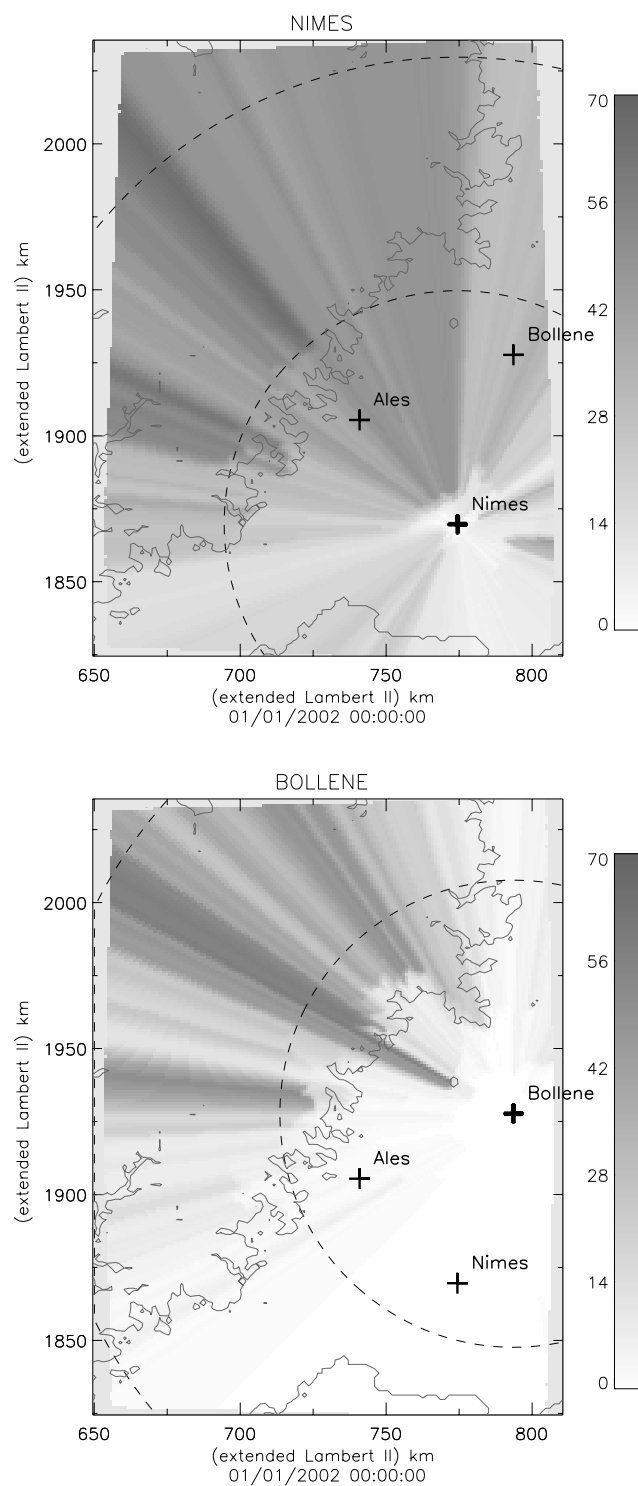 NIMES
70
2000
56
1950
(extended Lambert II) km
42
Bollene
Ales
28
1900
Nimes
14
1850
0
650
700
750
800
(extended Lambert II) km
01/01/2002 00:00:00
BOLLENE
70
2000
56
1950
(extended Lambert II) km
42
Bollene
Ales
28
1900
Nimes
14
1850
0
650
700
750
800
(extended Lambert II) km
01/01/2002 00:00:00